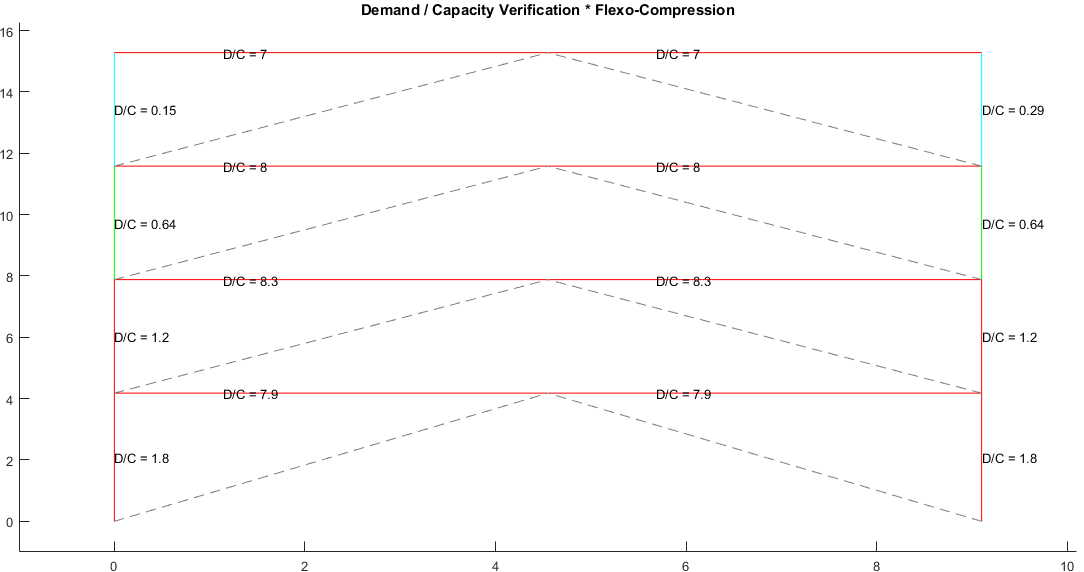 Demand / Capacity Verification * Flexo-Compression
16
D/C = 7 D/C = 7
14
D/C = 0.15 D/C = 0.29
12
D/C = 8 D/C = 8
10
D/C = 0.64 D/C = 0.64
8
D/C = 8.3 D/C = 8.3
6
D/C = 1.2 D/C = 1.2
4
D/C = 7.9 D/C = 7.9
2
D/C = 1.8 D/C = 1.8
0
0 2 4 6 8 10